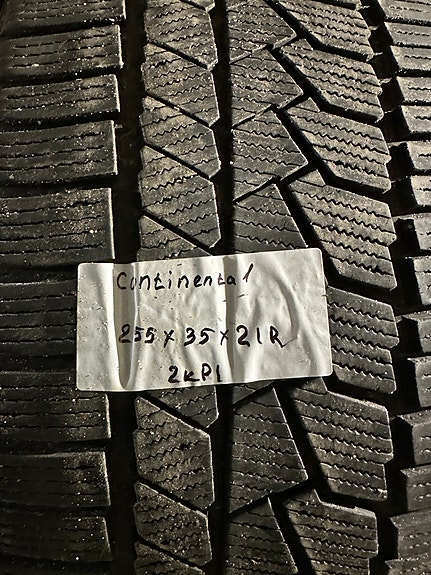 Continental
255 x 35 x 21R
2KPl